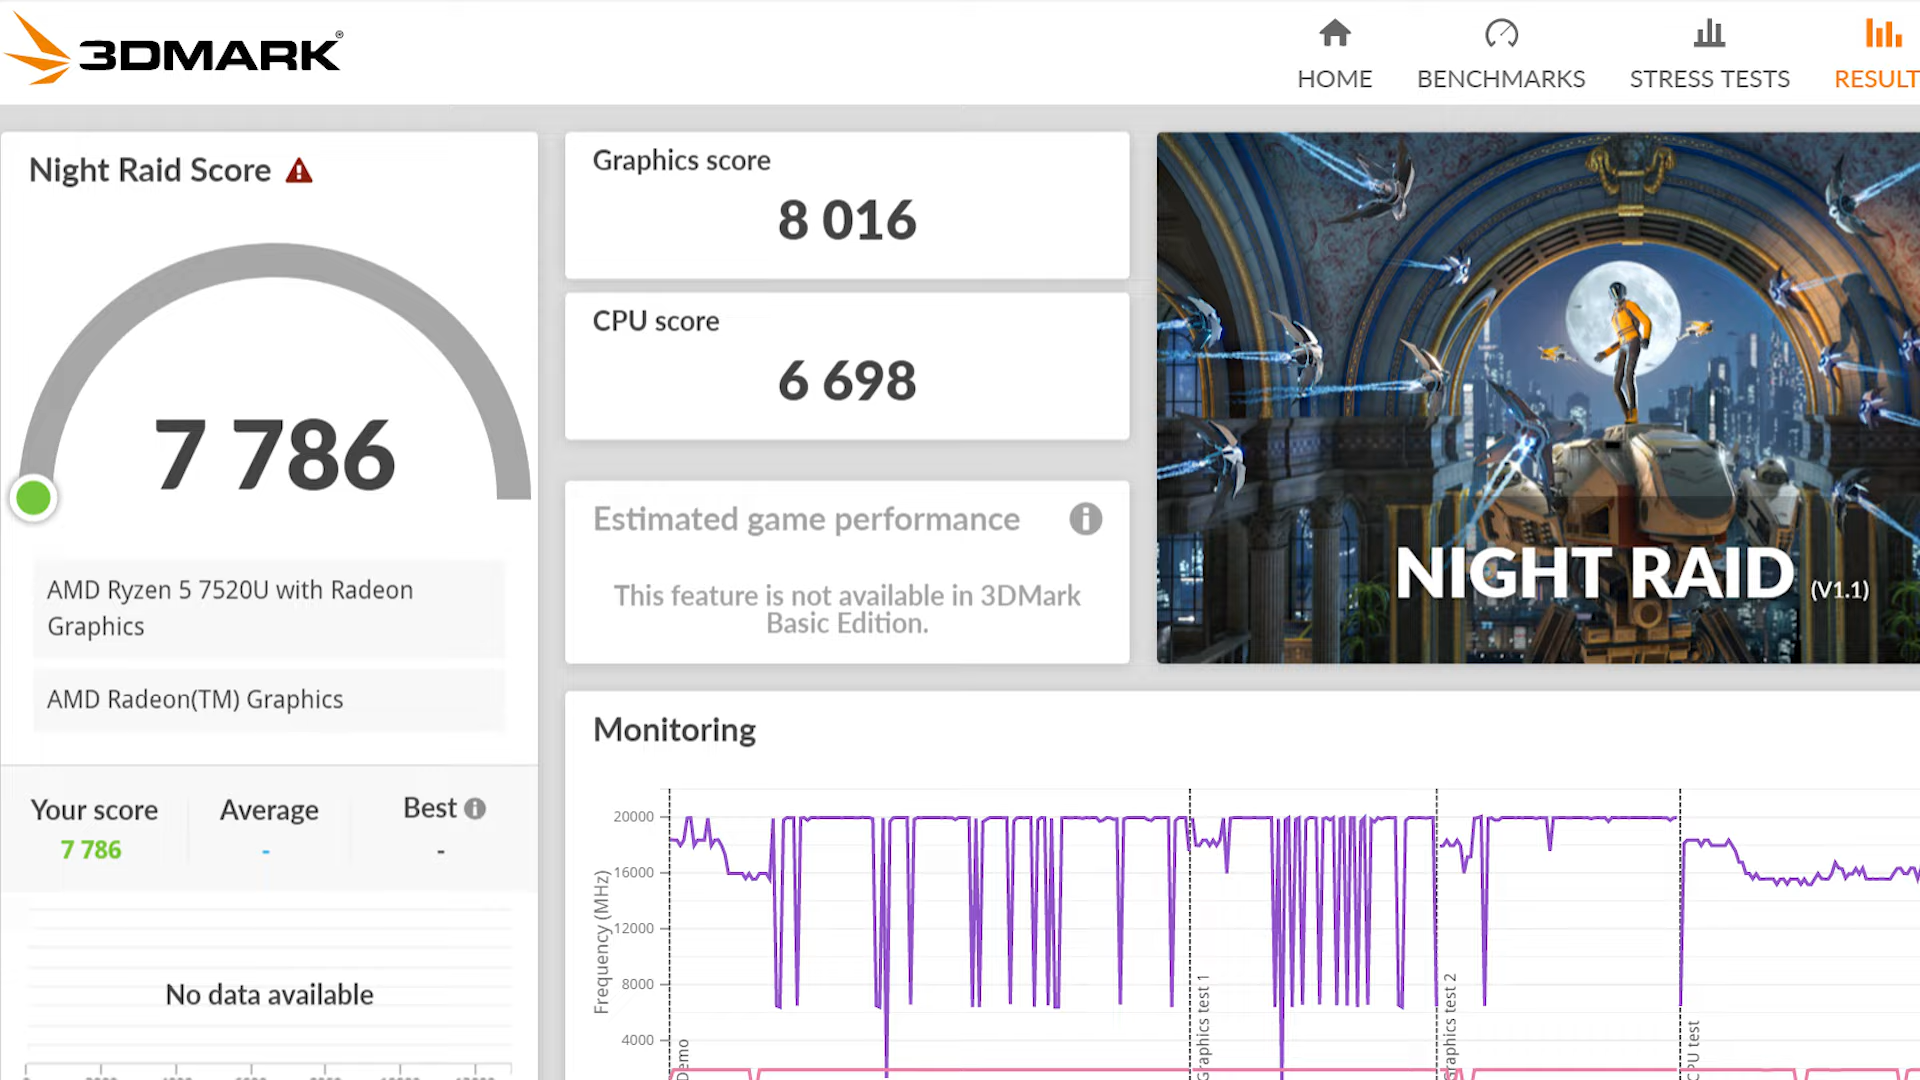 3DMARK®
HOME
BENCHMARKS
STRESS TESTS
RESULT
Night Raid Score
7 786
AMD Ryzen 5 7520U with Radeon
Graphics
AMD Radeon(TM) Graphics
Your score
7 786
Average
-
Best
-
No data available
Graphics score
8 016
CPU score
6 698
Estimated game performance
This feature is not available in 3DMark
Basic Edition.
NIGHT RAID (V1.1)
Monitoring
Frequency (MHz)
20000
16000
12000
8000
4000
Demo
Graphics test 1
Graphics test 2
CPU test